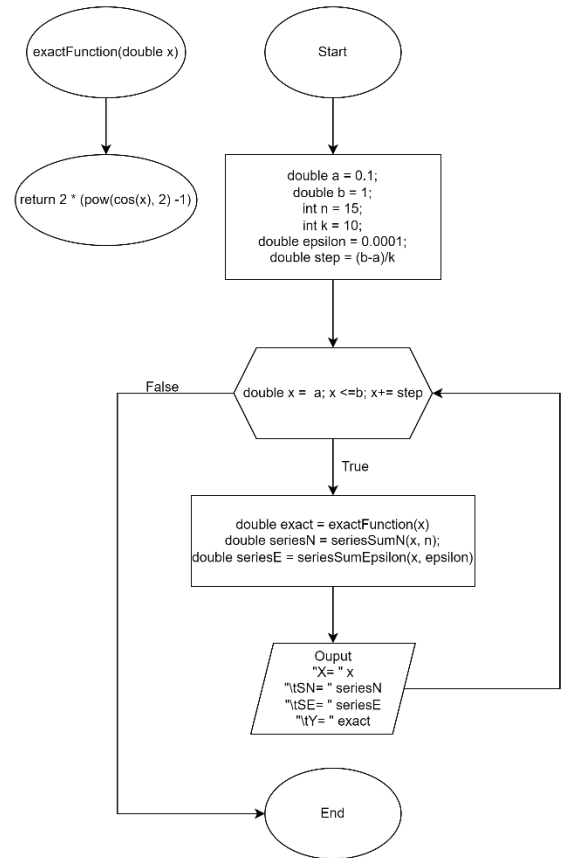 exactFunction(double x)
return 2 * (pow(cos(x), 2) -1)
Start
double a = 0.1;
double b = 1;
int n = 15;
int k = 10;
double epsilon = 0.0001;
double step = (b-a)/k
double x =  a; x <=b; x+= step
False
True
double exact = exactFunction(x)
double seriesN = seriesSumN(x, n);
double seriesE = seriesSumEpsilon(x, epsilon)
Ouput
"X= " x
"\tSN= " seriesN
"\tSE= " seriesE
"\tY= " exact
End